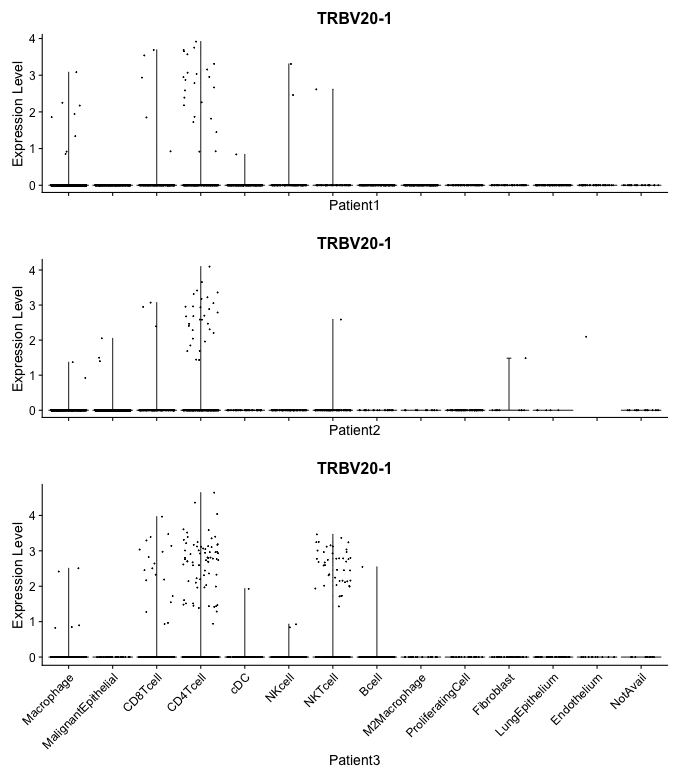 TRBV20-1
4
3
2
1
0
Expression Level
Patient1
TRBV20-1
4
3
2
1
0
Expression Level
Patient2
TRBV20-1
4
3
2
1
0
Expression Level
Macrophage
MalignantEpithelial
CD8Tcell
CD4Tcell
cDC
NKcell
NKTcell
Bcell
M2Macrophage
ProliferatingCell
Fibroblast
LungEpithelium
Endothelium
NotAvail
Patient3